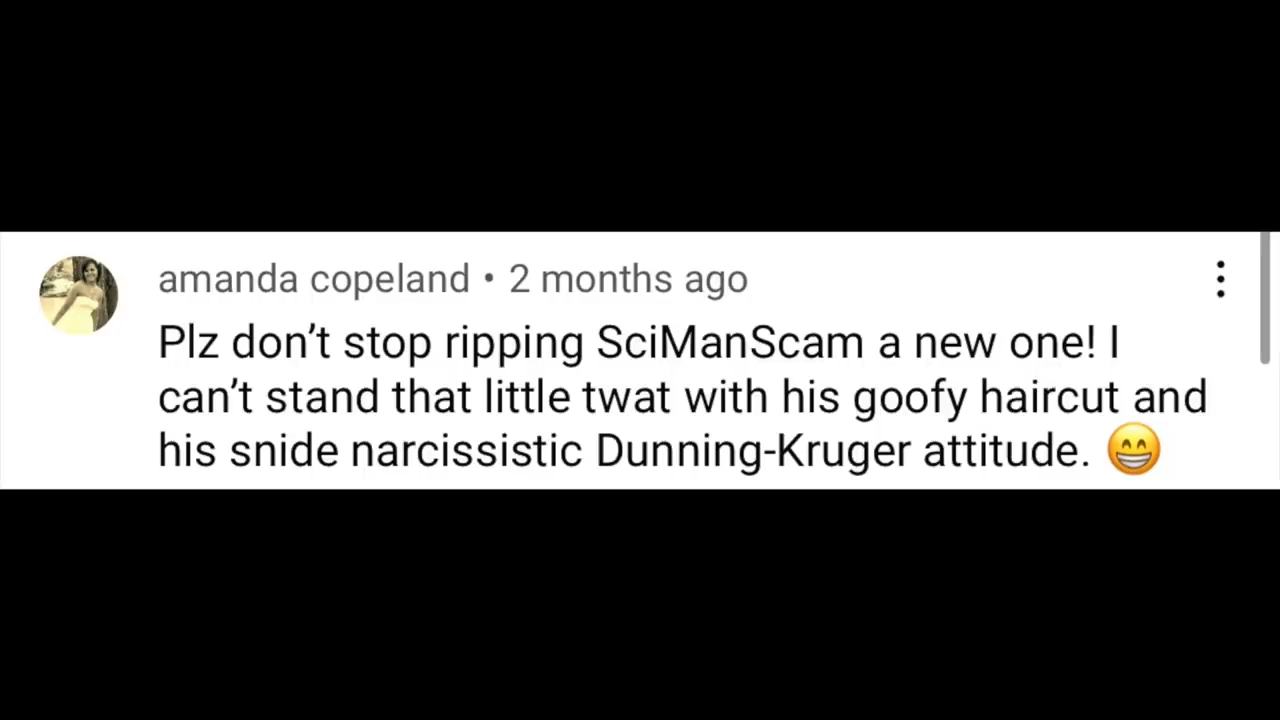 amanda copeland • 2 months ago
Plz don’t stop ripping SciManScam a new one! I
can’t stand that little twat with his goofy haircut and
his snide narcissistic Dunning-Kruger attitude. 😁